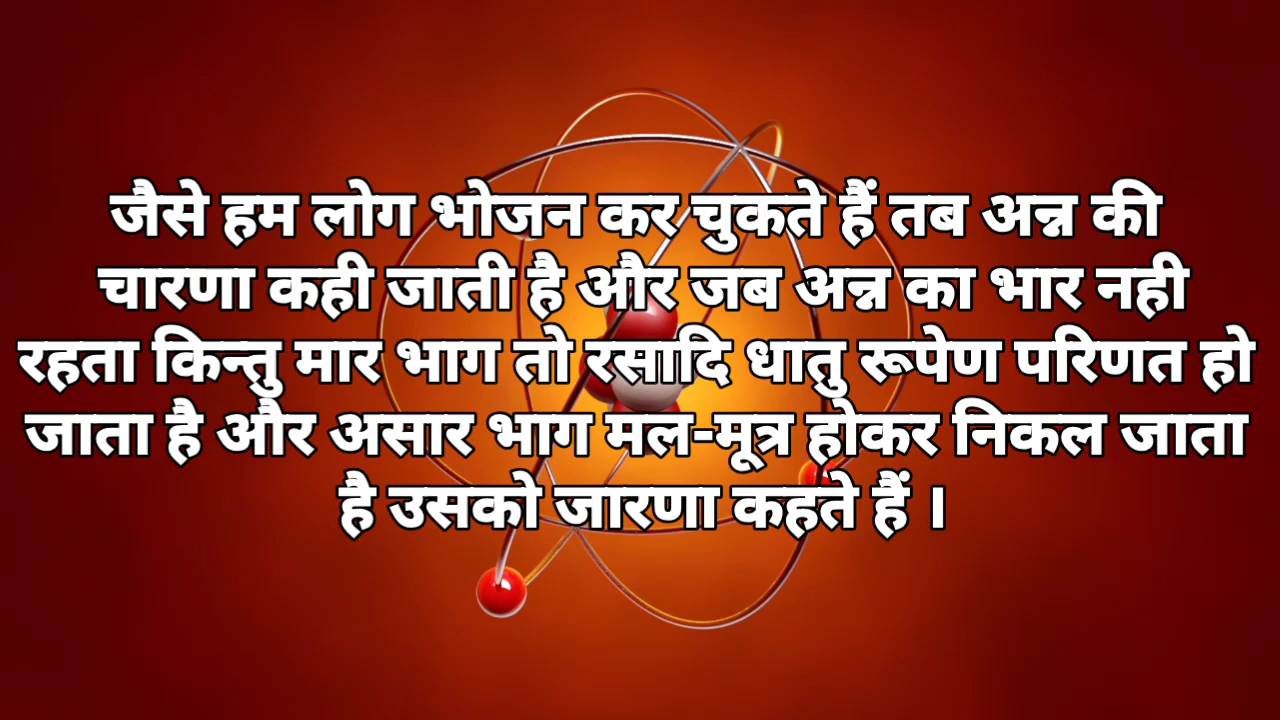 जैसे हम लोग भोजन कर चुकते हैं तब अन्न की
चारणा कही जाती है और जब अन्न का भार नही
रहता किन्तु मार भाग तो रसादि धातु रूपेण परिणत हो
जाता है और असार भाग मल-मूत्र होकर निकल जाता
है उसको जारणा कहते हैं ।